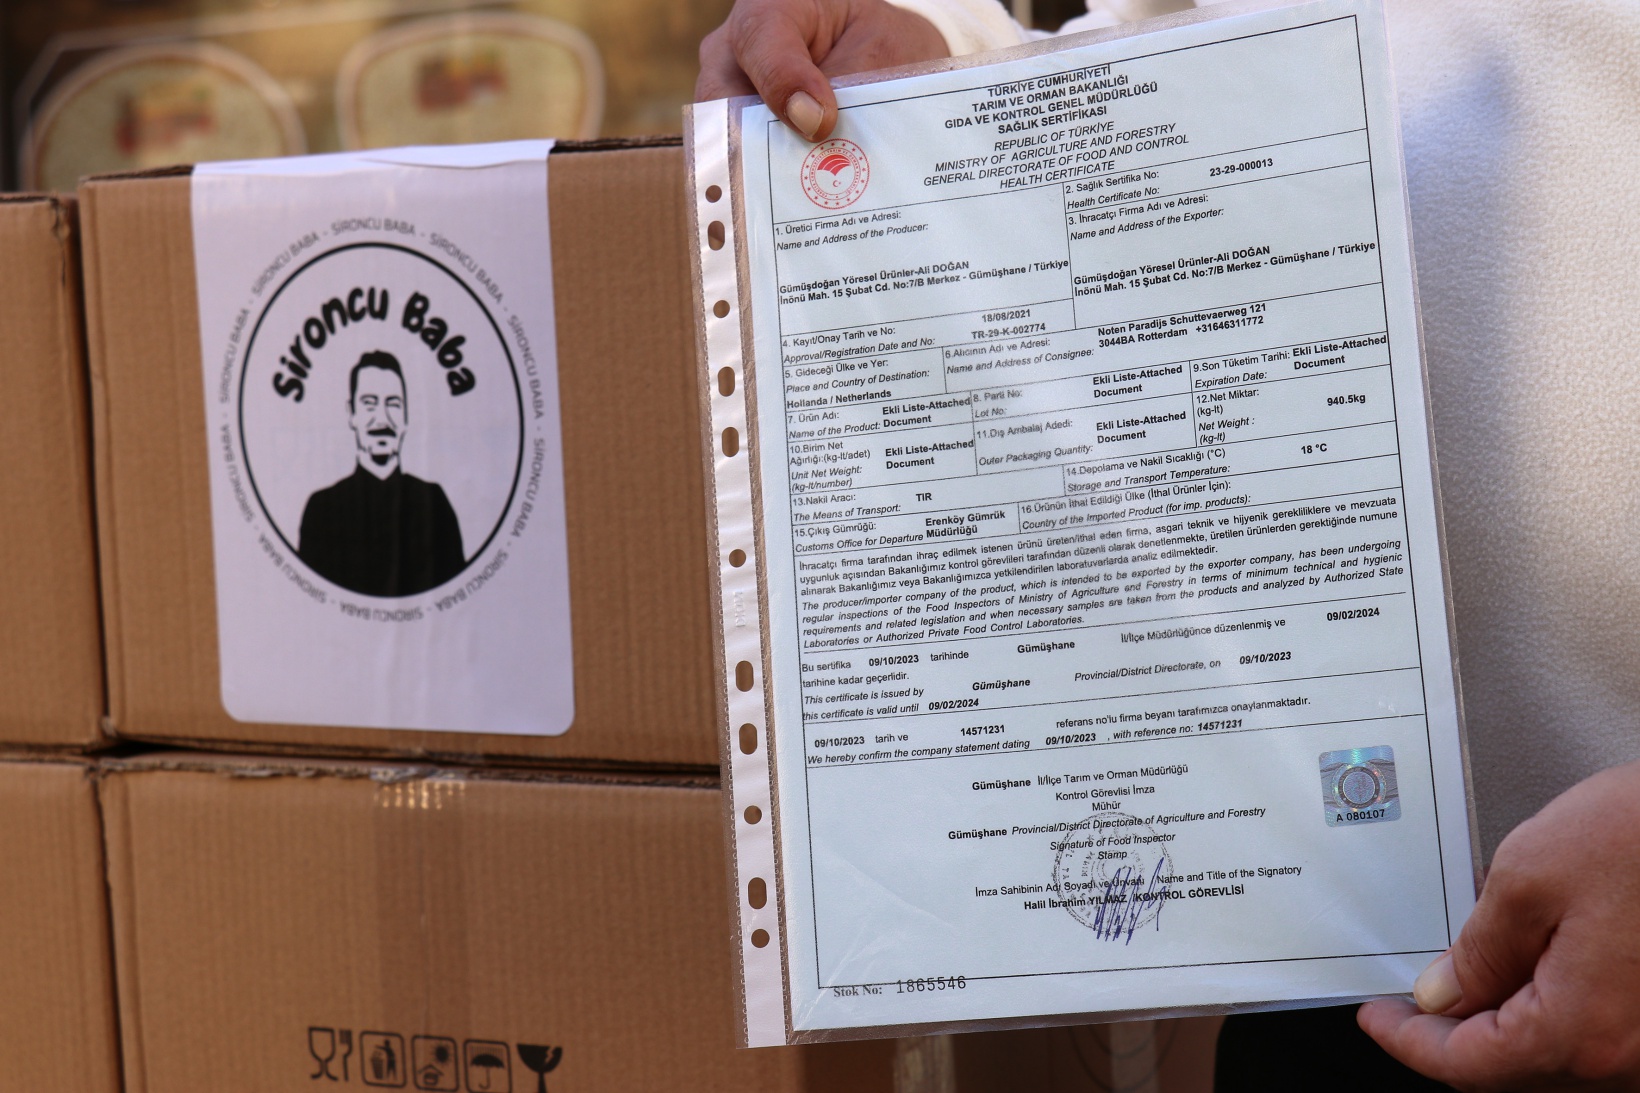 SİRONCU BABA - SİRONCU BABA - SİRONCU BABA - SİRONCU BABA - SİRONCU BABA - SİRONCU BABA - SİRONCU BABA - SİRONCU BABA -
Sironcu Baba
TÜRKİYE CUMHURİYETİ
TARIM VE ORMAN BAKANLIĞI
GIDA VE KONTROL GENEL MÜDÜRLÜĞÜ
SAĞLIK SERTİFİKASI
REPUBLIC OF TÜRKİYE
MINISTRY OF AGRICULTURE AND FORESTRY
GENERAL DIRECTORATE OF FOOD AND CONTROL
HEALTH CERTIFICATE
1. Üretici Firma Adı ve Adresi:
Name and Address of the Producer:
Gümüşdoğan Yöresel Ürünler-Ali DOĞAN
İnönü Mah. 15 Şubat Cd. No:7/B Merkez - Gümüşhane / Türkiye
2. Sağlık Sertifika No: 23-29-000013
Health Certificate No:
3. İhracatçı Firma Adı ve Adresi:
Name and Address of the Exporter:
Gümüşdoğan Yöresel Ürünler-Ali DOĞAN
İnönü Mah. 15 Şubat Cd. No:7/B Merkez - Gümüşhane / Türkiye
4. Kayıt/Onay Tarih ve No: 18/08/2021
Approval/Registration Date and No: TR-29-K-002774
5. Gideceği Ülke ve Yer:
Place and Country of Destination:
Hollanda / Netherlands
6.Alıcının Adı ve Adresi: Noten Paradijs Schuttevaerweg 121
Name and Address of Consignee: 3044BA Rotterdam +31646311772
7. Ürün Adı: Ekli Liste-Attached
Name of the Product: Document
8. Parti No: Ekli Liste-Attached
Lot No: Document
9.Son Tüketim Tarihi: Ekli Liste-Attached
Expiration Date: Document
10.Birim Net
Ağırlığı:(kg-lt/adet) Ekli Liste-Attached
Unit Net Weight: Document
(kg-lt/number)
11.Dış Ambalaj Adedi: Ekli Liste-Attached
Document
Outer Packaging Quantity:
12.Net Miktar: 940.5kg
(kg-lt)
Net Weight :
(kg-lt)
13.Nakil Aracı: TIR
The Means of Transport:
14.Depolama ve Nakil Sıcaklığı (°C) 18 °C
Storage and Transport Temperature:
15.Çıkış Gümrüğü: Erenköy Gümrük
Customs Office for Departure Müdürlüğü
16.Ürünün İthal Edildiği Ülke (İthal Ürünler İçin):
Country of the Imported Product (for imp. products):
İhracatçı firma tarafından ihraç edilmek istenen ürünü üreten/ithal eden firma, asgari teknik ve hijyenik gerekliliklere ve mevzuata
uygunluk açısından Bakanlığımız kontrol görevlileri tarafından düzenli olarak denetlenmekte, üretilen ürünlerden gerektiğinde numune
alınarak Bakanlığımız veya Bakanlığımızca yetkilendirilen laboratuvarlarda analiz edilmektedir.
The producer/importer company of the product, which is intended to be exported by the exporter company, has been undergoing
regular inspections of the Food Inspectors of Ministry of Agriculture and Forestry in terms of minimum technical and hygienic
requirements and related legislation and when necessary samples are taken from the products and analyzed by Authorized State
Laboratories or Authorized Private Food Control Laboratories.
Bu sertifika 09/10/2023 tarihinde Gümüşhane İl/İlçe Müdürlüğünce düzenlenmiş ve 09/02/2024
tarihine kadar geçerlidir.
This certificate is issued by Gümüşhane Provincial/District Directorate, on 09/10/2023
this certificate is valid until 09/02/2024
09/10/2023 tarih ve 14571231 referans no'lu firma beyanı tarafımızca onaylanmaktadır.
We hereby confirm the company statement dating 09/10/2023 , with reference no: 14571231
Gümüşhane İl/İlçe Tarım ve Orman Müdürlüğü
Kontrol Görevlisi İmza
Mühür
Gümüşhane Provincial/District Directorate of Agriculture and Forestry
Signature of Food Inspector
Stamp
İmza Sahibinin Adı Soyadı ve Ünvanı Name and Title of the Signatory
Halil İbrahim YILMAZ /KONTROL GÖREVLİSİ
A 080107
Stok No: 1865546